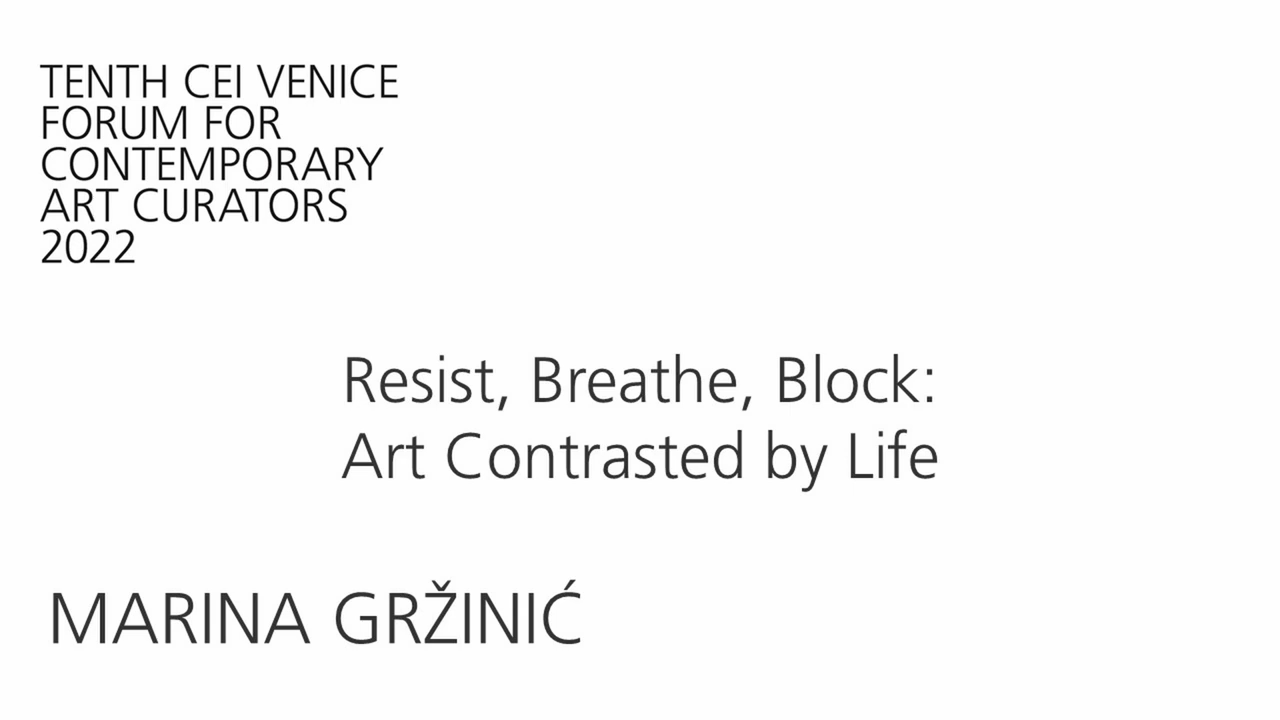 TENTH CEI VENICE
FORUM FOR
CONTEMPORARY
ART CURATORS
2022
Resist, Breathe, Block:
Art Contrasted by Life
MARINA GRŽINIĆ